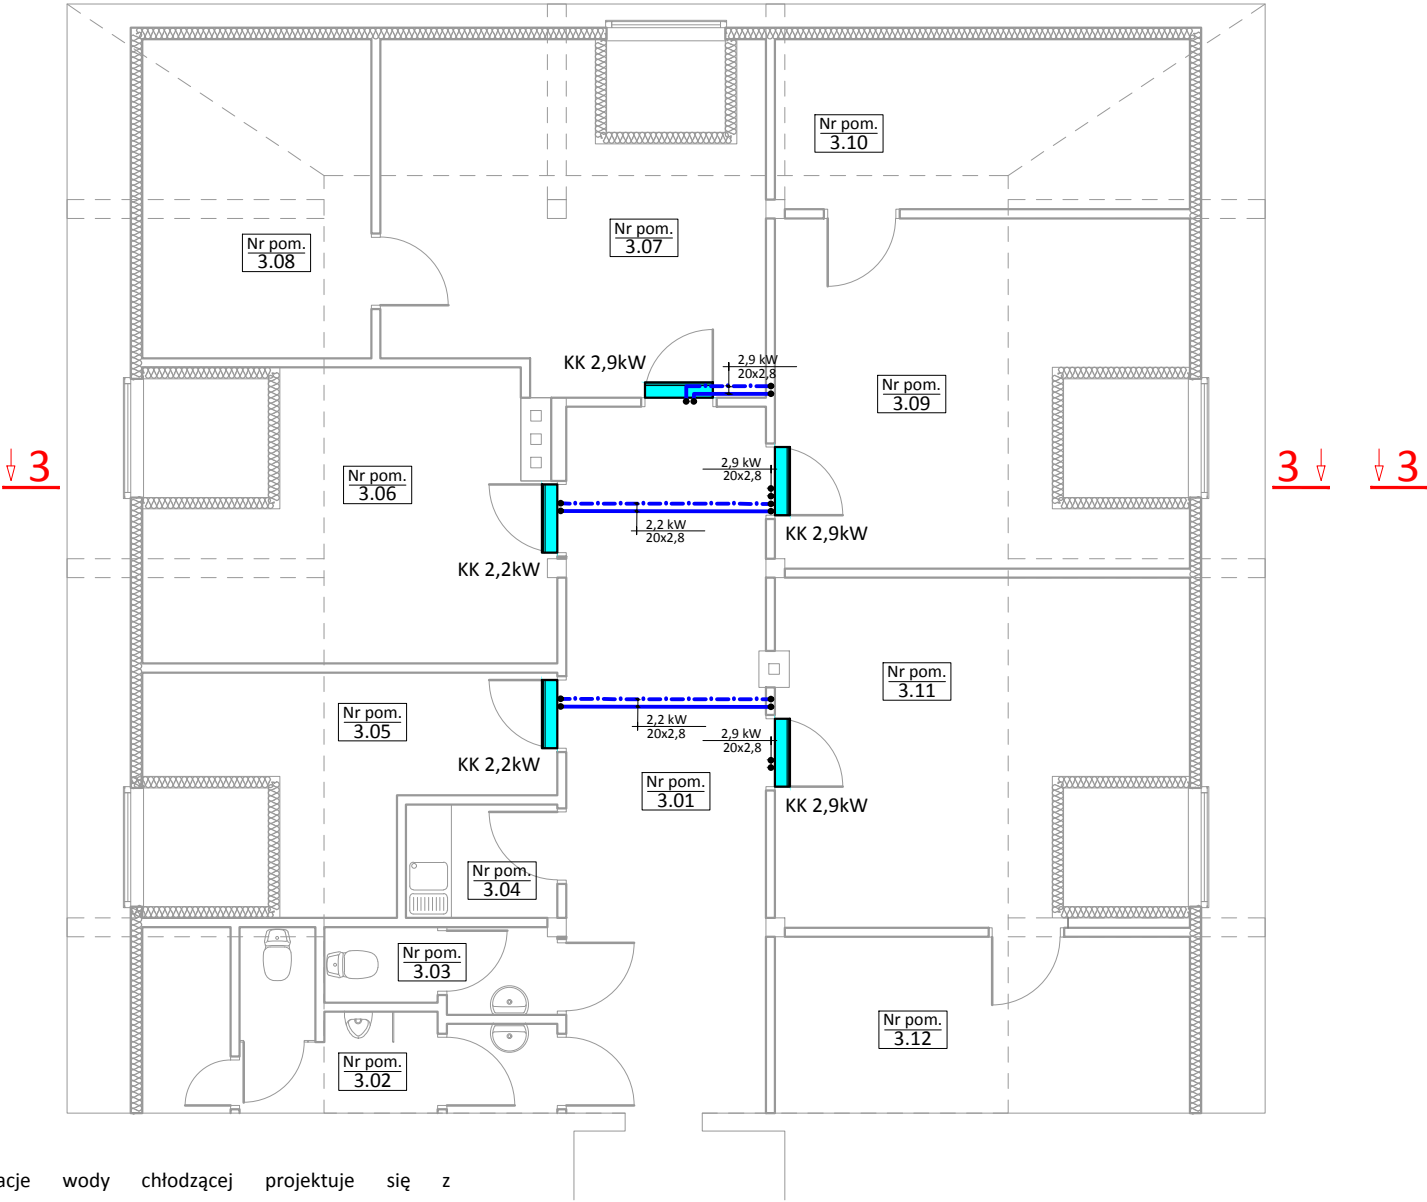 Nr pom.
3.10
Nr pom.
3.07
Nr pom.
3.08
KK 2,9kW
2,9 kW
20x2,8
Nr pom.
3.09
3
Nr pom.
3.06
2,9 kW
20x2,8
3
3
2,2 kW
20x2,8
KK 2,9kW
KK 2,2kW
Nr pom.
3.11
Nr pom.
3.05
2,2 kW
20x2,8
2,9 kW
20x2,8
KK 2,2kW
Nr pom.
3.01
KK 2,9kW
Nr pom.
3.04
Nr pom.
3.03
Nr pom.
3.12
Nr pom.
3.02
acje wody chłodzącej projektuje się z